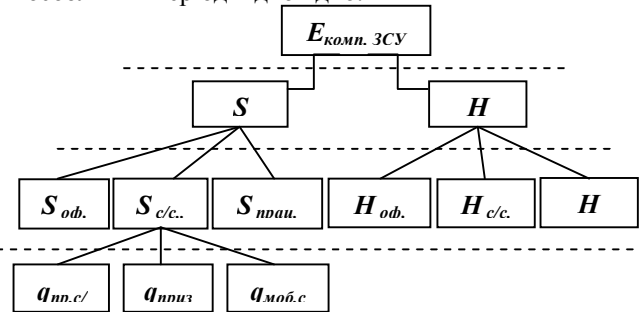 E комп. ЗСУ
S H
S оф. S с/с.. S прац. H оф. H с/с. H
q пр.с/ q приз q моб.с